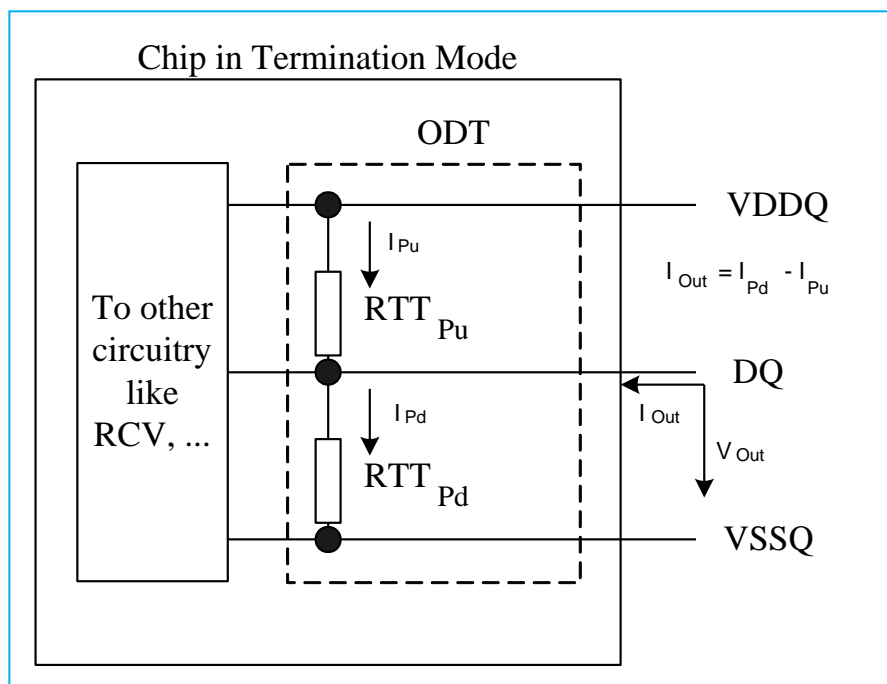 Chip in Termination Mode
ODT
VDDQ
I Pu
I Out = I Pd - I Pu
To other
circuitry
like
RCV, ...
RTT Pu
DQ
I Out
I Pd
V Out
RTT Pd
VSSQ